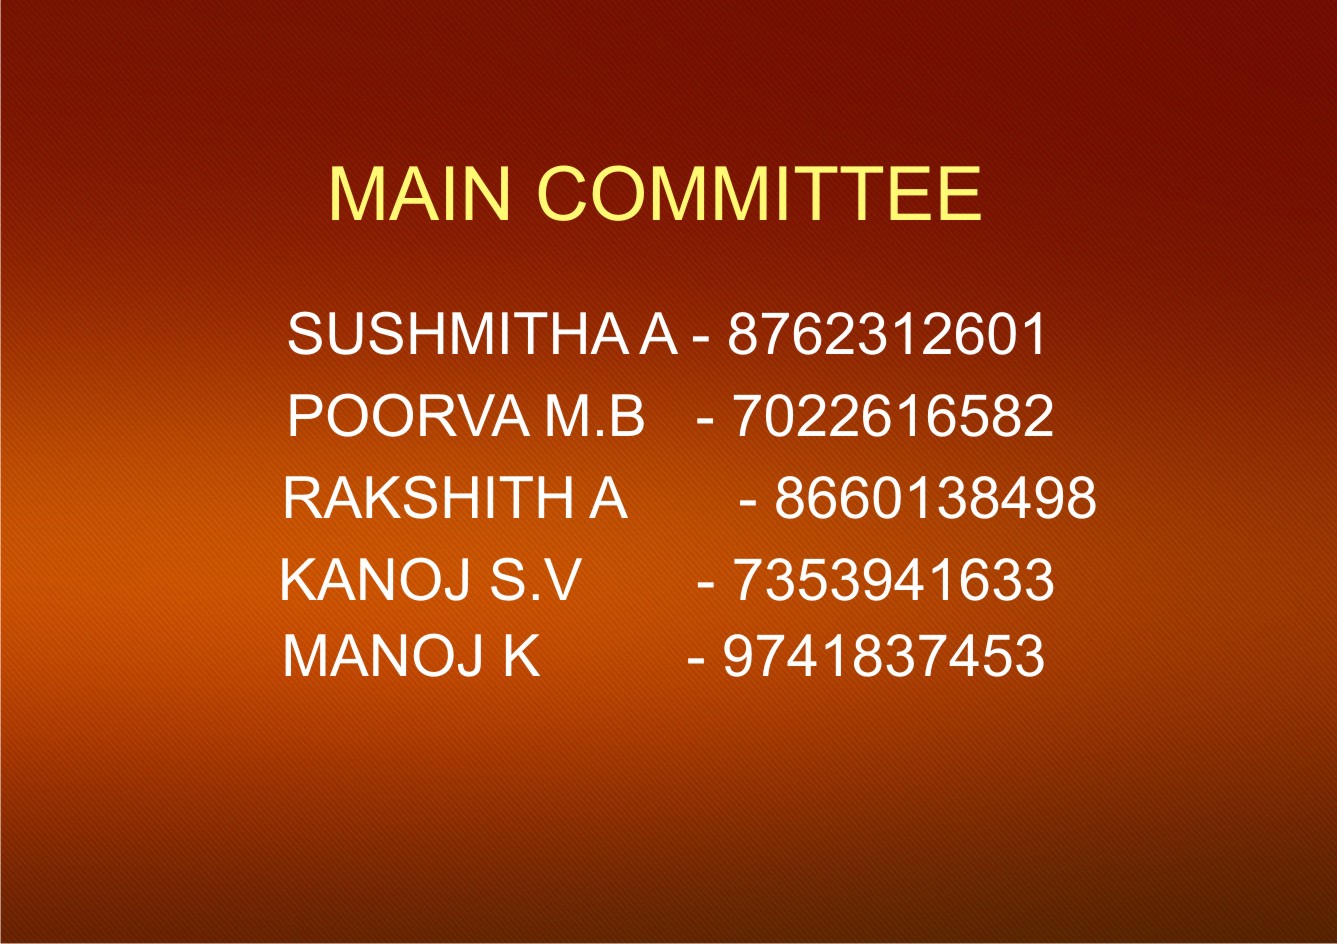 MAIN COMMITTEE
SUSHMITHA A - 8762312601
POORVA M.B - 7022616582
RAKSHITH A - 8660138498
KANOJ S.V - 7353941633
MANOJ K - 9741837453